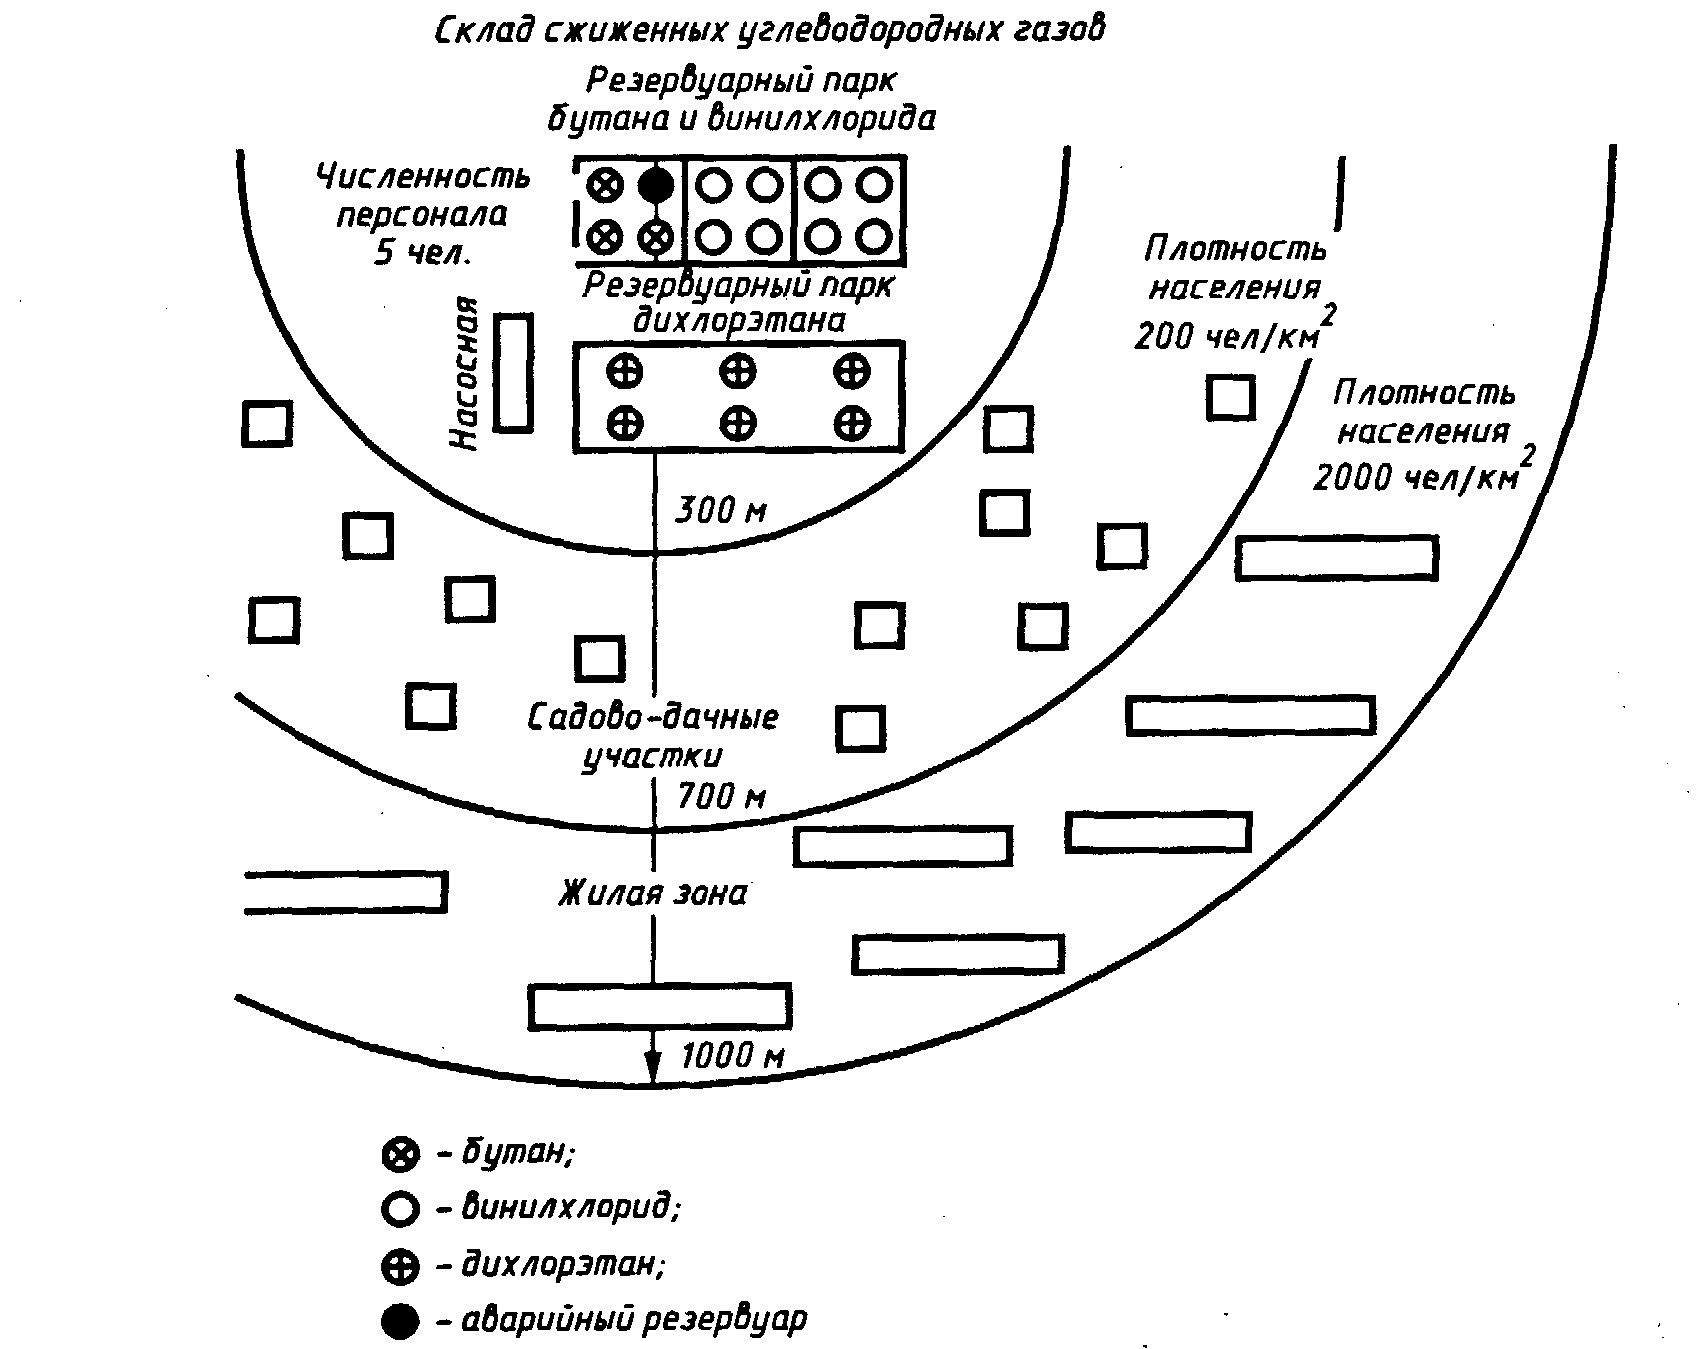 Склад сжиженных углеводородных газов
Резервуарный парк
бутана и винилхлорида
Численность
персонала
5 чел.
Резервуарный парк
дихлорэтана
Насосная
Плотность
населения
200 чел/км²
Плотность
населения
2000 чел/км²
300 м
Садово-дачные
участки
700 м
Жилая зона
1000 м
- бутан;
- винилхлорид;
- дихлорэтан;
- аварийный резервуар